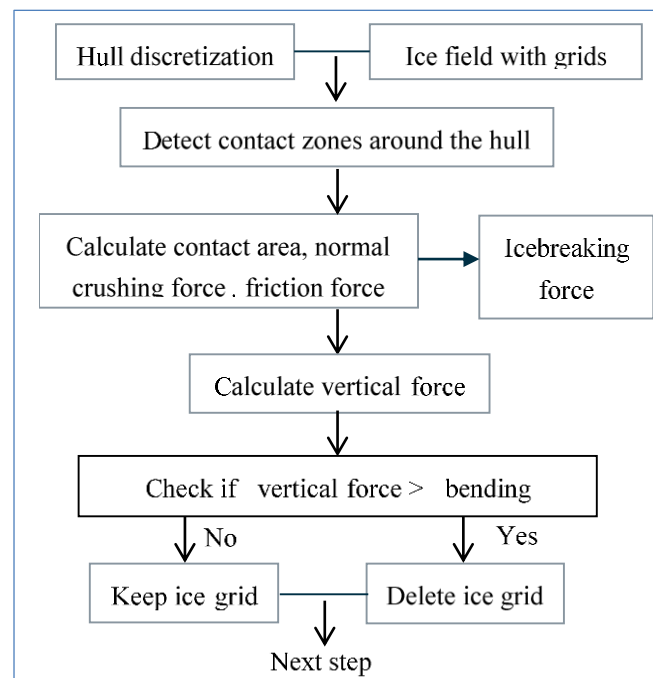 Hull discretization
Ice field with grids
Detect contact zones around the hull
Calculate contact area, normal
crushing force, friction force
Icebreaking
force
Calculate vertical force
Check if vertical force > bending
No
Yes
Keep ice grid
Delete ice grid
Next step